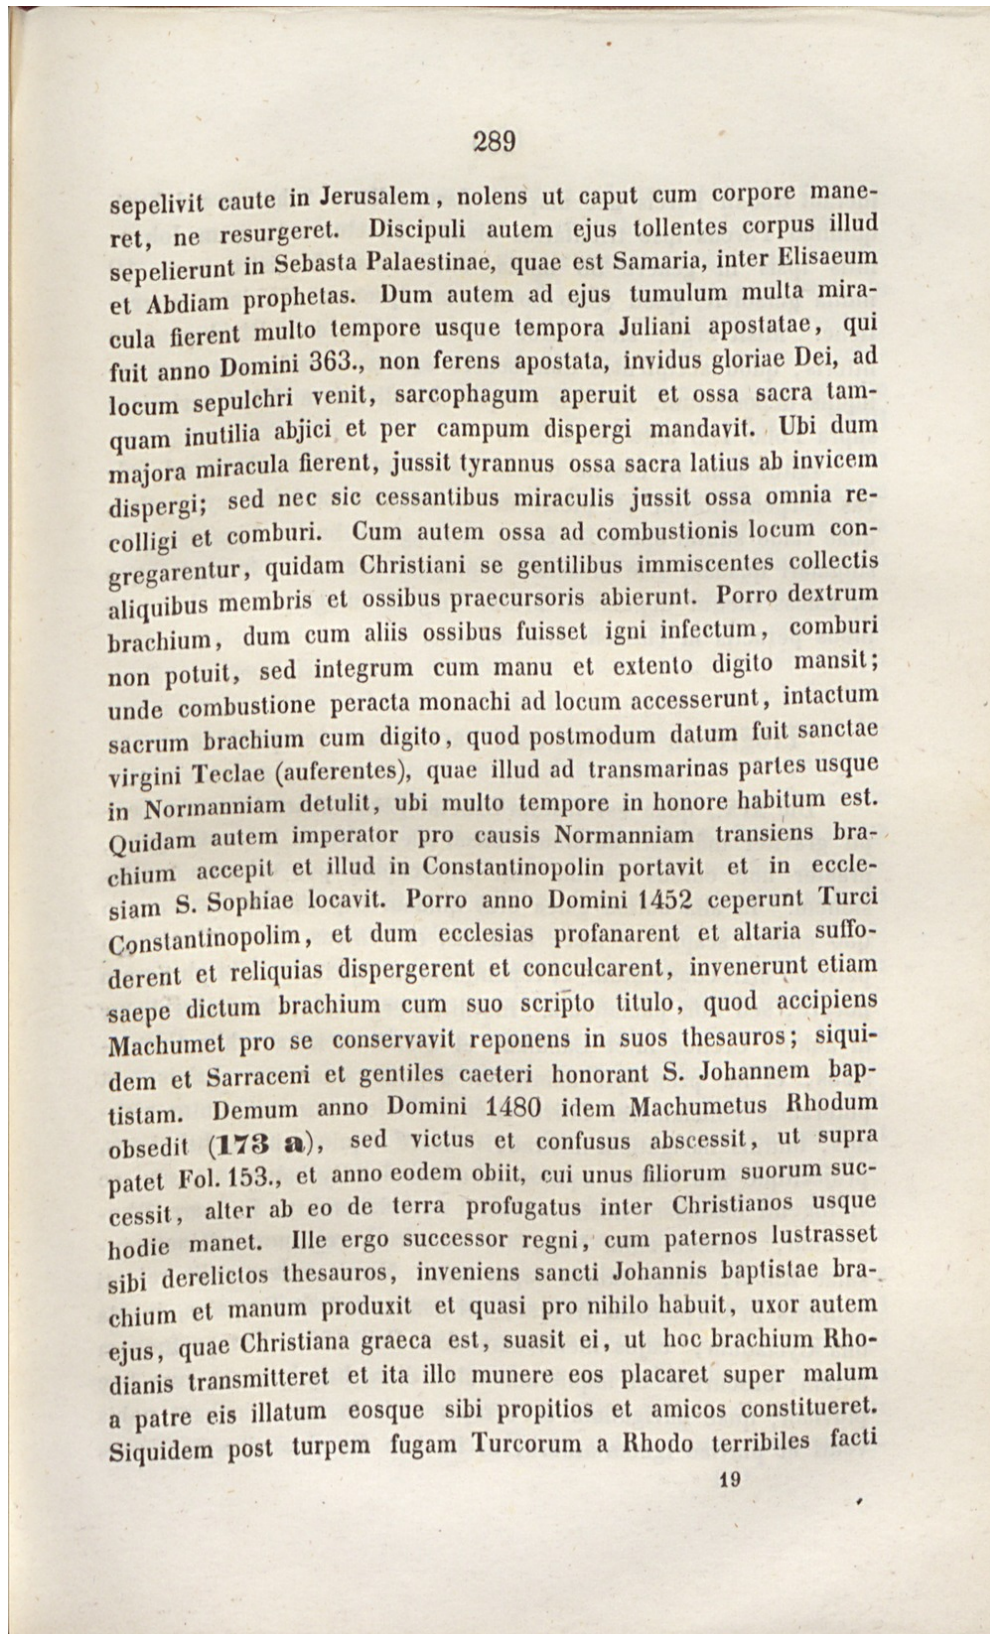 289
sepelivit caute in Jerusalem, nolens ut caput cum corpore mane-
ret, ne resurgeret. Discipuli autem ejus tollentes corpus illud
sepelierunt in Sebasta Palaestinae, quae est Samaria, inter Elisaeum
et Abdiam prophetas. Dum autem ad ejus tumulum multa mira-
cula fierent multo tempore usque tempora Juliani apostatae, qui
fuit anno Domini 363., non ferens apostata, invidus gloriae Dei, ad
locum sepulchri venit, sarcophagum aperuit et ossa sacra tam-
quam inutilia abjici et per campum dispergi mandavit. Ubi dum
majora miracula fierent, jussit tyrannus ossa sacra latius ab invicem
dispergi; sed nec sic cessantibus miraculis jussit ossa omnia re-
colligi et comburi. Cum autem ossa ad combustionis locum con-
gregarentur, quidam Christiani se gentilibus immiscentes collectis
aliquibus membris et ossibus praecursoris abierunt. Porro dextrum
brachium, dum cum aliis ossibus fuisset igni infectum, comburi
non potuit, sed integrum cum manu et extento digito mansit;
unde combustione peracta monachi ad locum accesserunt, intactum
sacrum brachium cum digito, quod postmodum datum fuit sanctae
virgini Teclae (auferentes), quae illud ad transmarinas partes usque
in Normanniam detulit, ubi multo tempore in honore habitum est.
Quidam autem imperator pro causis Normanniam transiens bra-
chium accepit et illud in Constantinopolin portavit et in eccle-
siam S. Sophiae locavit. Porro anno Domini 1452 ceperunt Turci
Constantinopolim, et dum ecclesias profanarent et altaria suffo-
derent et reliquias dispergerent et conculcarent, invenerunt etiam
saepe dictum brachium cum suo scripto titulo, quod accipiens
Machumet pro se conservavit reponens in suos thesauros; siqui-
dem et Sarraceni et gentiles caeteri honorant S. Johannem bap-
tistam. Demum anno Domini 1480 idem Machumetus Rhodum
obsedit (173 a), sed victus et confusus abscessit, ut supra
patet Fol. 153., et anno eodem obiit, cui unus filiorum suorum suc-
cessit, alter ab eo de terra profugatus inter Christianos usque
hodie manet. Ille ergo successor regni, cum paternos lustrasset
sibi derelictos thesauros, inveniens sancti Johannis baptistae bra-
chium et manum produxit et quasi pro nihilo habuit, uxor autem
ejus, quae Christiana graeca est, suasit ei, ut hoc brachium Rho-
dianis transmitteret et ita illo munere eos placaret super malum
a patre eis illatum eosque sibi propitios et amicos constitueret.
Siquidem post turpem fugam Turcorum a Rhodo terribiles facti
19